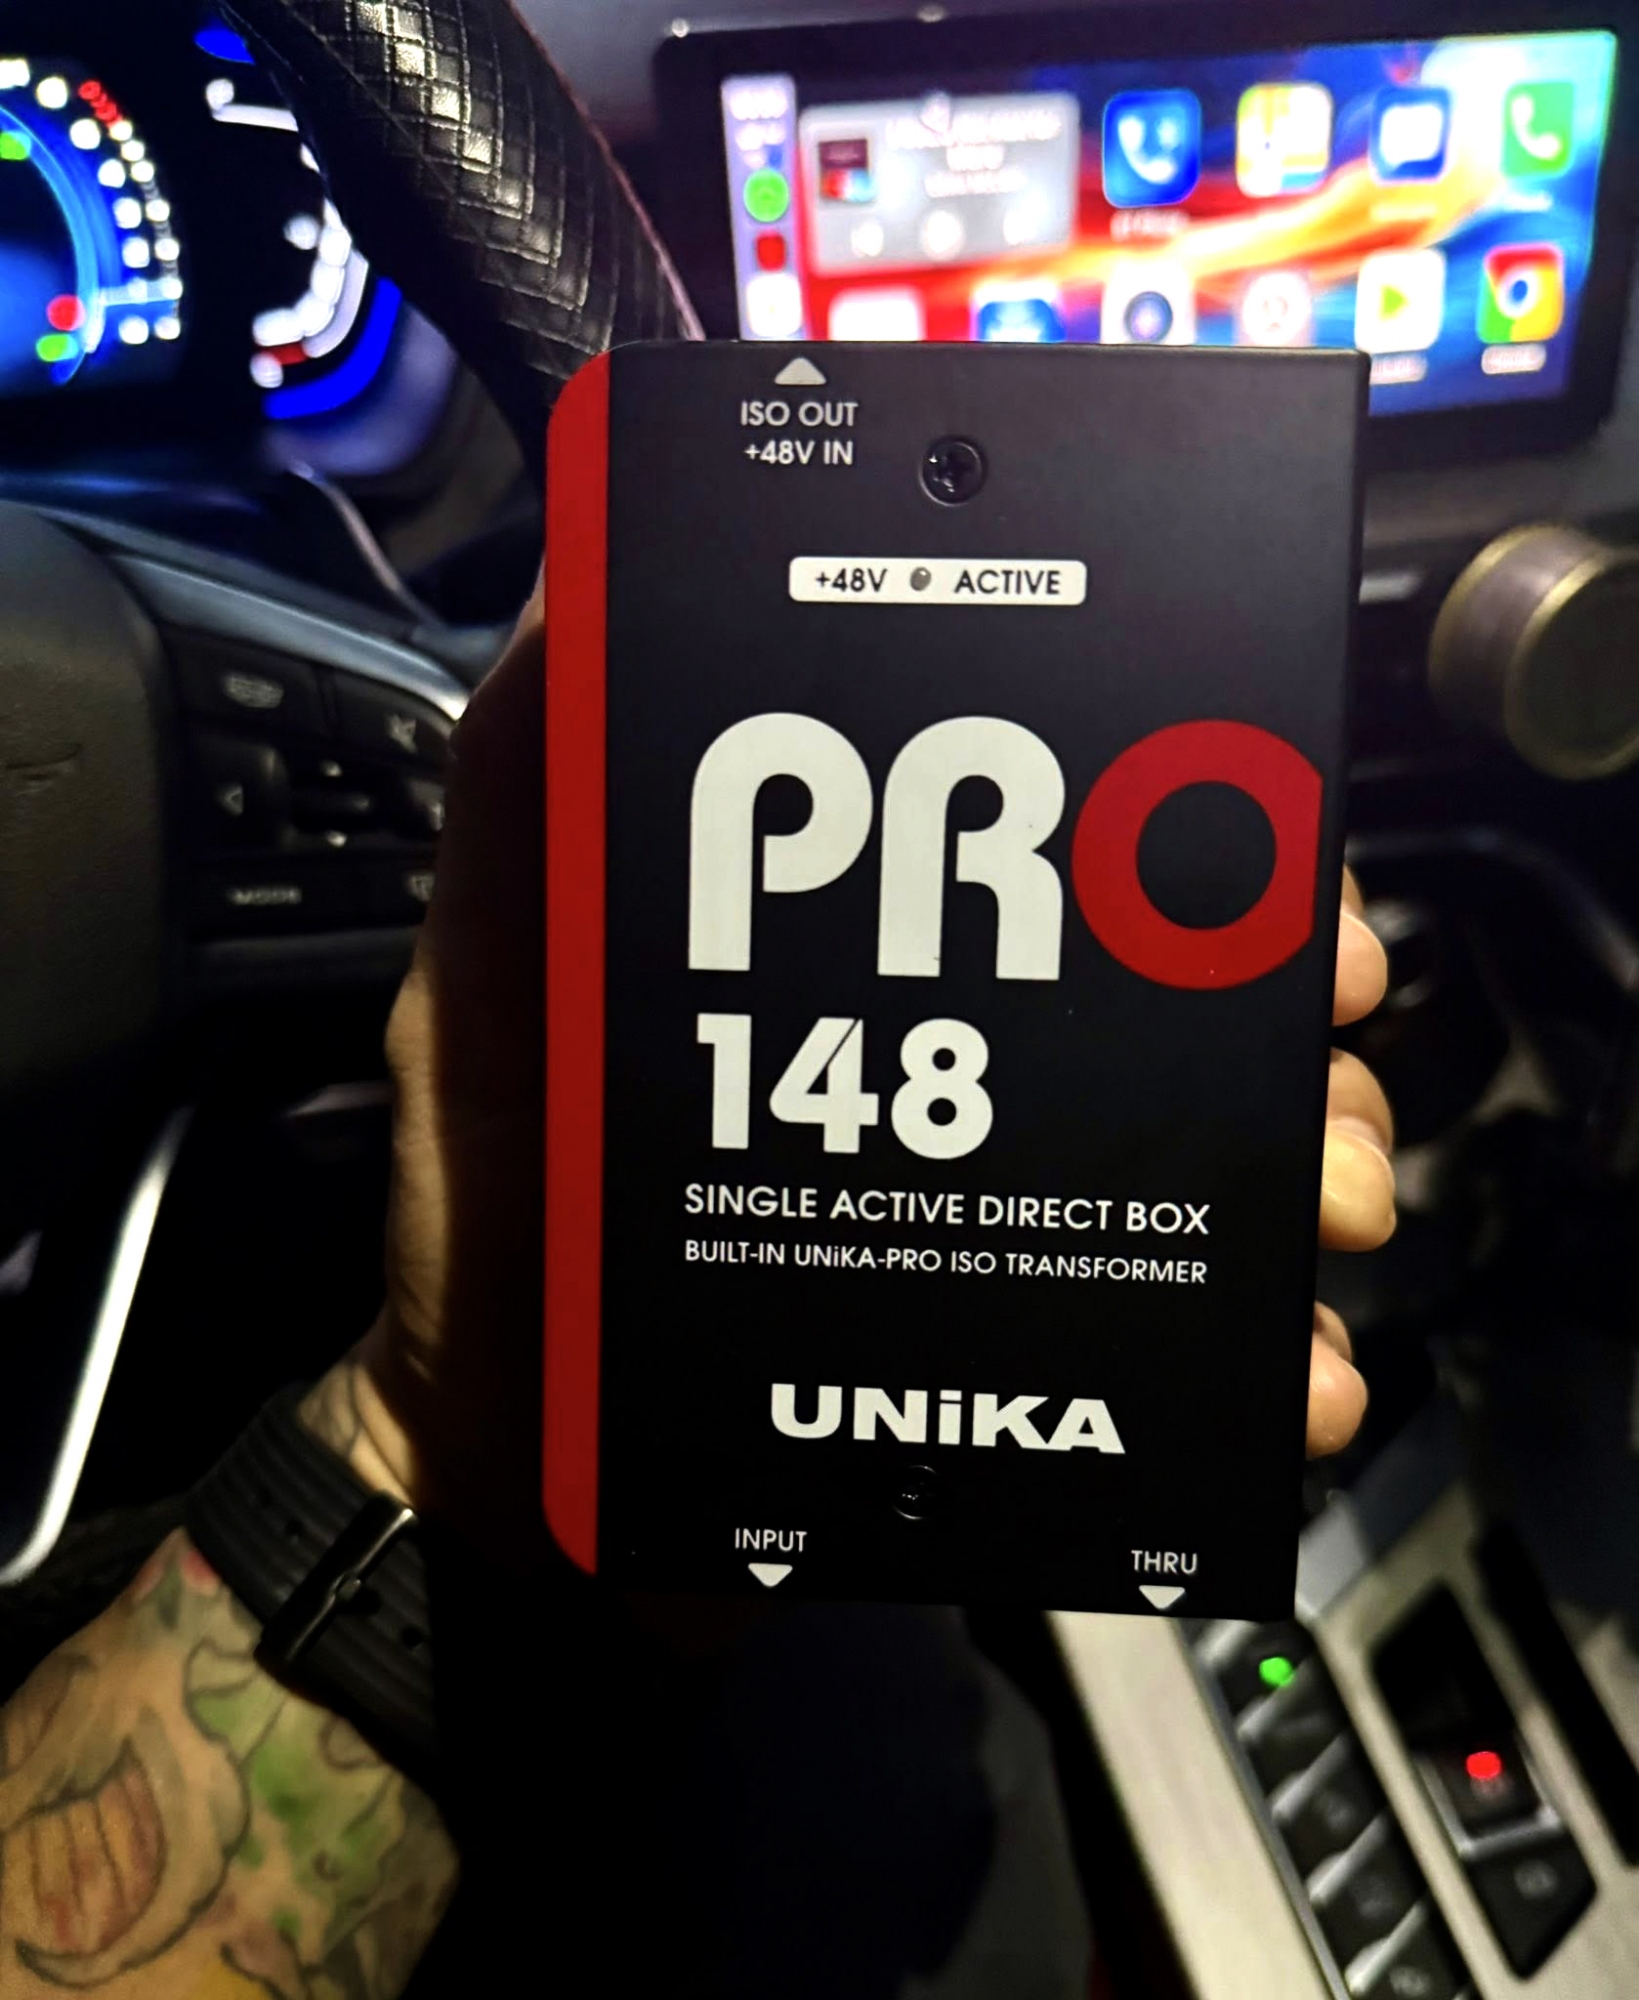 ISO OUT
+48V IN
+48V ACTIVE
PRO
148
SINGLE ACTIVE DIRECT BOX
BUILT-IN UNiKA-PRO ISO TRANSFORMER
UNiKA
INPUT
THRU
MODE